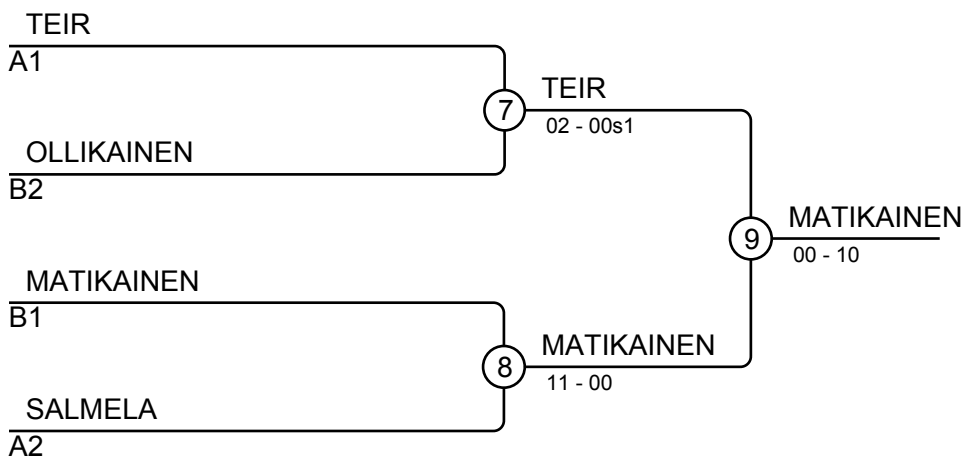 TEIR
A1
7
TEIR
02 - 00s1
OLLIKAINEN
B2
9
MATIKAINEN
00 - 10
MATIKAINEN
B1
8
MATIKAINEN
11 - 00
SALMELA
A2